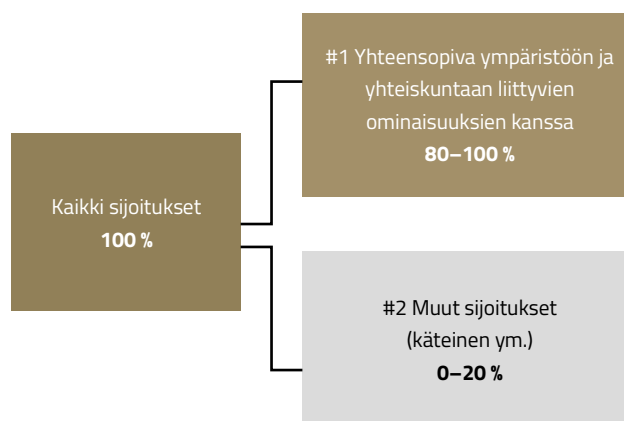 #1 Yhteensopiva ympäristöön ja
yhteiskuntaan liittyvien
ominaisuuksien kanssa
80–100 %
Kaikki sijoitukset
100 %
#2 Muut sijoitukset
(käteinen ym.)
0–20 %